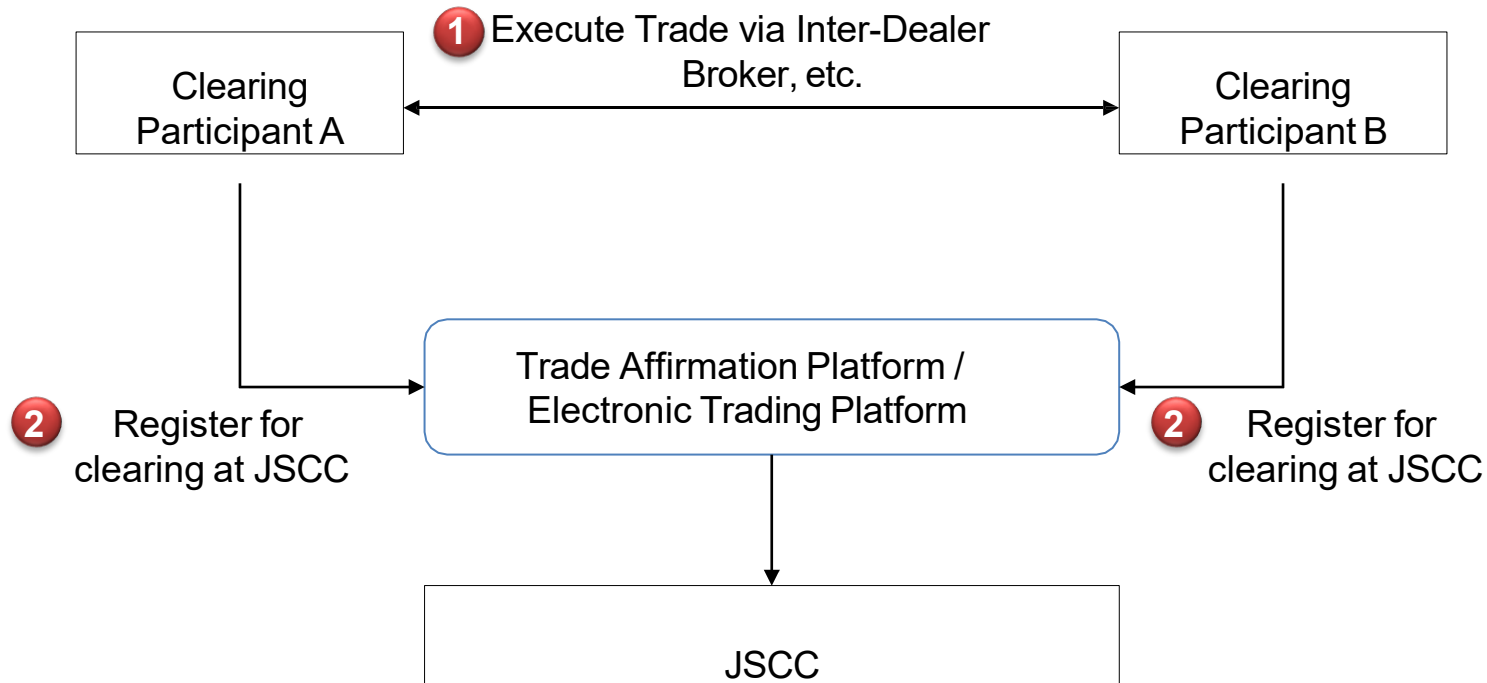 1 Execute Trade via Inter-Dealer
Broker, etc.
Clearing
Participant A
Clearing
Participant B
Trade Affirmation Platform /
Electronic Trading Platform
2 Register for
clearing at JSCC
2 Register for
clearing at JSCC
JSCC